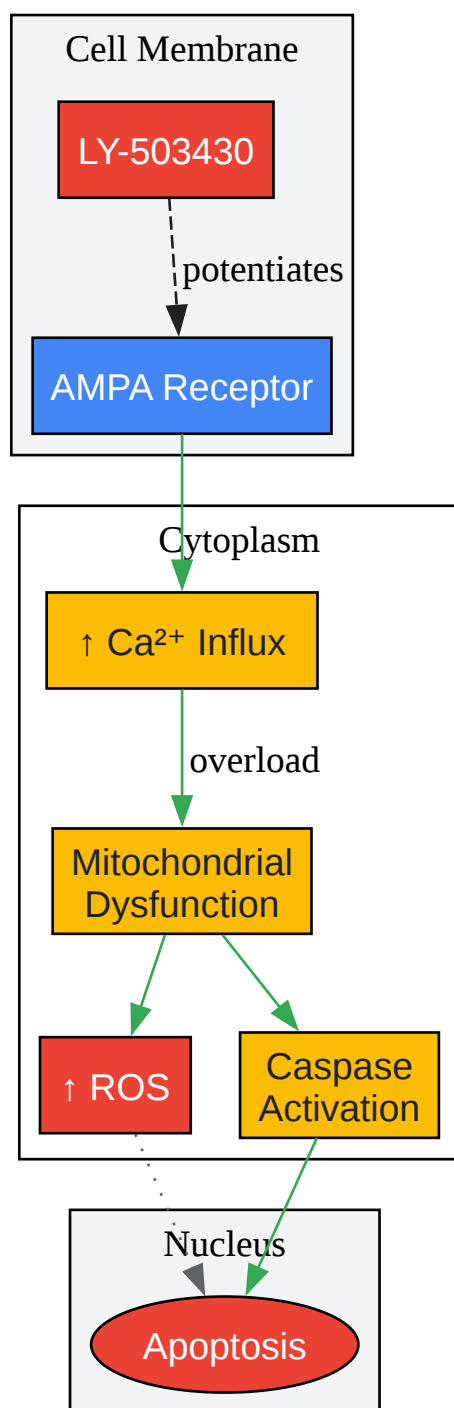 Cell Membrane
LY-503430
potentiates
AMPA Receptor
Cytoplasm
↑ Ca²⁺ Influx
overload
Mitochondrial
Dysfunction
↑ ROS
Caspase
Activation
Nucleus
Apoptosis